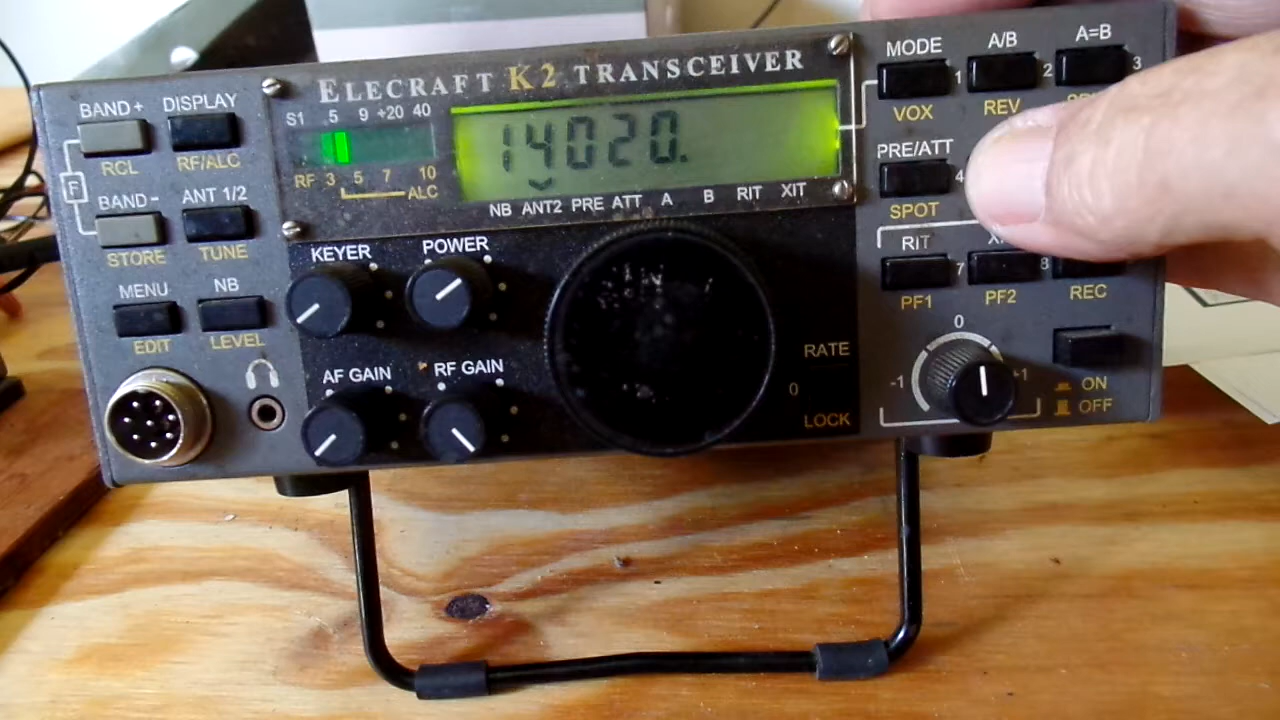 ELECRAFT K2 TRANSCEIVER
BAND+ DISPLAY
RCL RF/ALC
F
BAND- ANT 1/2
STORE TUNE
MENU NB
EDIT LEVEL
S1 5 9 +20 40
RF 3 5 7 10
ALC
14020.
NB ANT2 PRE ATT A B RIT XIT
KEYER POWER
AF GAIN RF GAIN
RATE
0
LOCK
MODE A/B A=B
1 2 3
VOX REV
PRE/ATT
4
SPOT
RIT
7 8
PF1 PF2 REC
0
-1 +1
ON
OFF